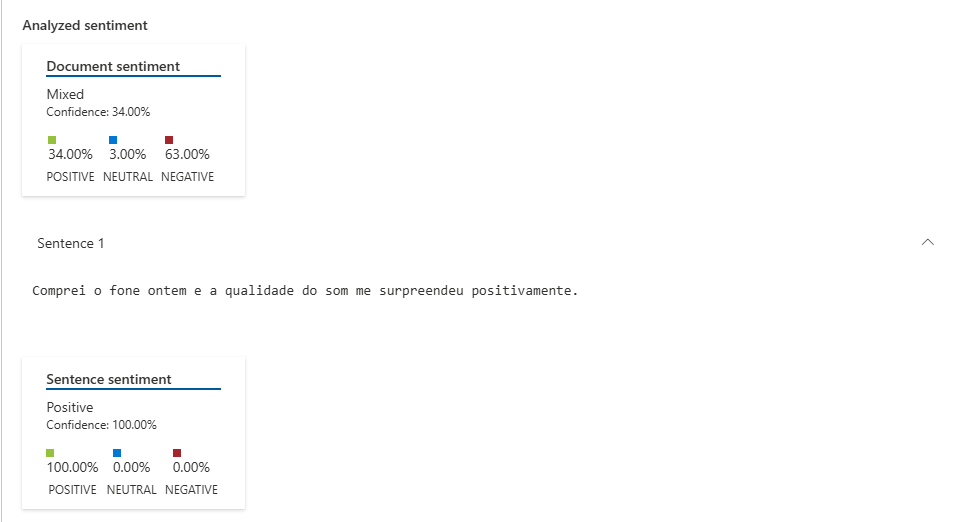 Analyzed sentiment
Document sentiment
Mixed
Confidence: 34.00%
34.00% 3.00% 63.00%
POSITIVE NEUTRAL NEGATIVE
Sentence 1
Comprei o fone ontem e a qualidade do som me surpreendeu positivamente.
Sentence sentiment
Positive
Confidence: 100.00%
100.00% 0.00% 0.00%
POSITIVE NEUTRAL NEGATIVE